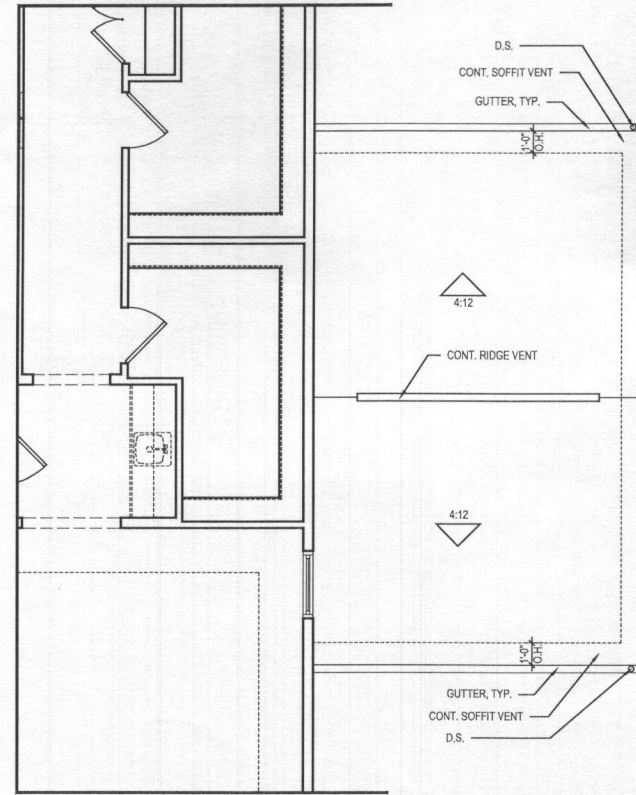 D.S.
CONT. SOFFIT VENT
GUTTER, TYP.
1'-0"
O.H.
4:12
CONT. RIDGE VENT
4:12
1'-0"
O.H.
GUTTER, TYP.
CONT. SOFFIT VENT
D.S.